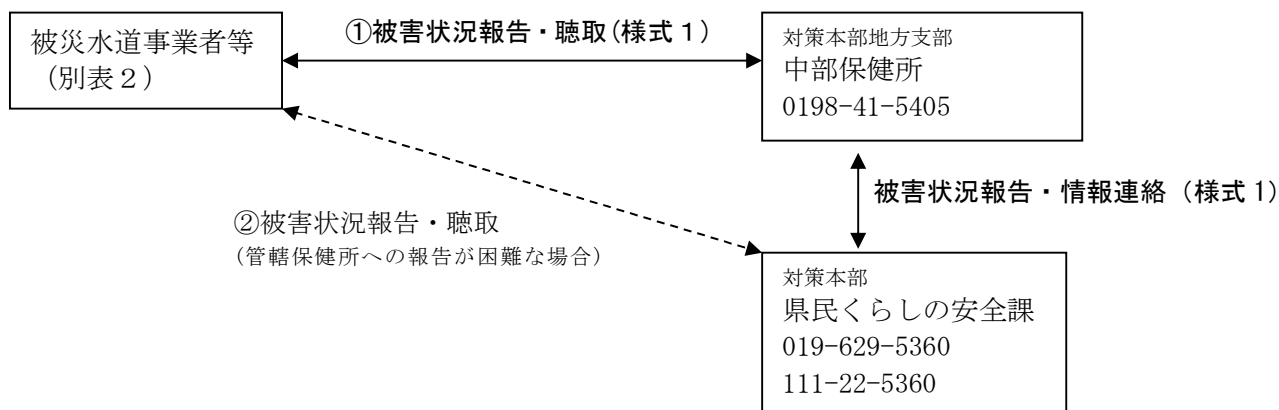 被災水道事業者等
（別表２）
①被害状況報告・聴取(様式１)
対策本部地方支部
中部保健所
0198-41-5405
被害状況報告・情報連絡（様式１）
②被害状況報告・聴取
(管轄保健所への報告が困難な場合)
対策本部
県民くらしの安全課
019-629-5360
111-22-5360